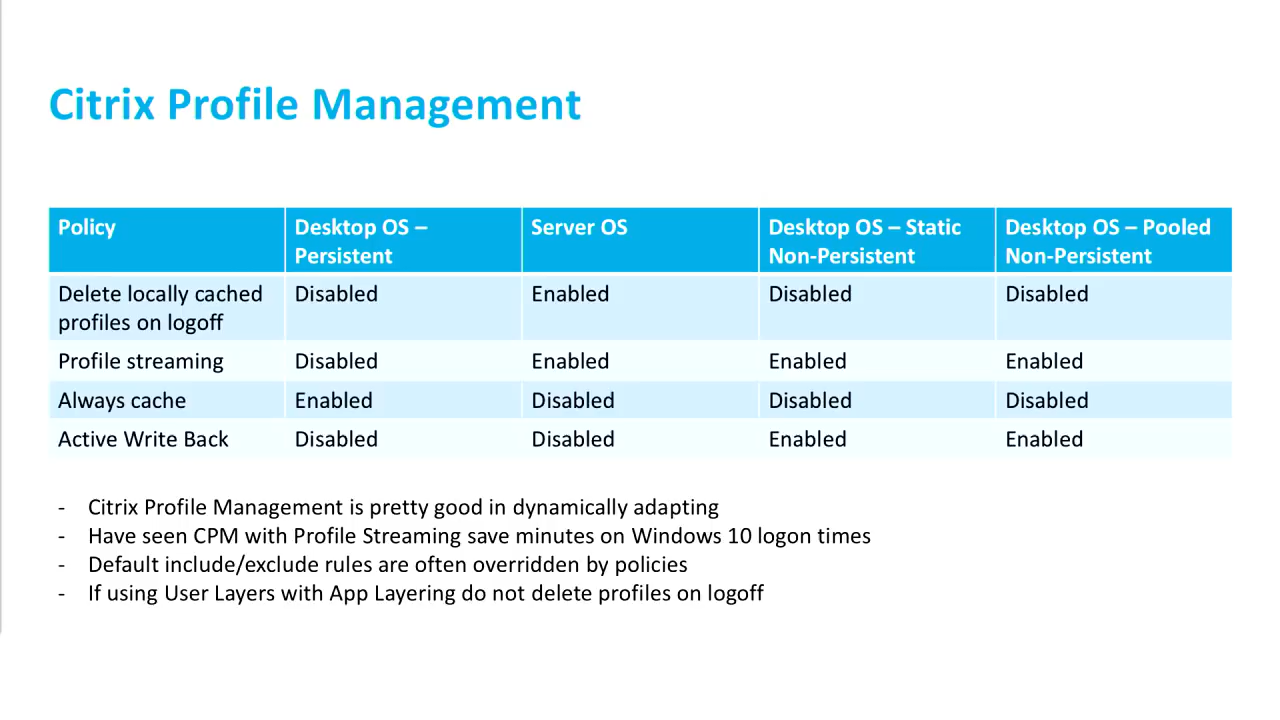 Citrix Profile Management
Policy
Desktop OS –
Persistent
Server OS
Desktop OS – Static
Non-Persistent
Desktop OS – Pooled
Non-Persistent
Delete locally cached
profiles on logoff
Disabled
Enabled
Disabled
Disabled
Profile streaming
Disabled
Enabled
Enabled
Enabled
Always cache
Enabled
Disabled
Disabled
Disabled
Active Write Back
Disabled
Disabled
Enabled
Enabled
- Citrix Profile Management is pretty good in dynamically adapting
- Have seen CPM with Profile Streaming save minutes on Windows 10 logon times
- Default include/exclude rules are often overridden by policies
- If using User Layers with App Layering do not delete profiles on logoff